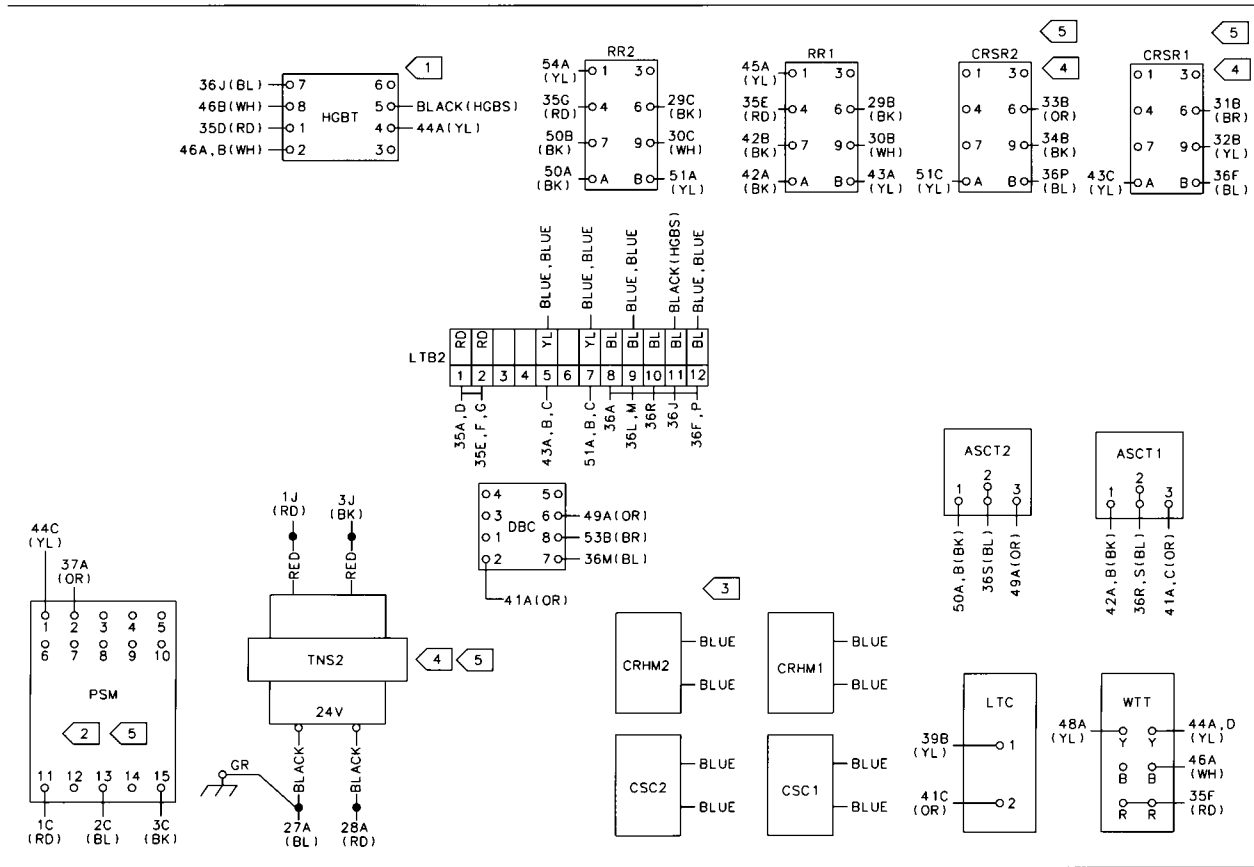 HGBT
1
36J(BL) 7 6
46B(WH) 8 5 BLACK(HGBS)
35D(RD) 1 4 44A(YL)
46A,B(WH) 2 3
RR2
54A (YL) 1 3
35G (RD) 4 6 29C (BK)
50B (BK) 7 9 30C (WH)
50A (BK) A B 51A (YL)
RR1
45A (YL) 1 3
35E (RD) 4 6 29B (BK)
42B (BK) 7 9 30B (WH)
42A (BK) A B 43A (YL)
5
CRSR2
4
1 3
4 6 33B (OR)
7 9 34B (BK)
51C (YL) A B 36P (BL)
5
CRSR1
4
1 3
4 6 31B (BR)
7 9 32B (YL)
43C (YL) A B 36F (BL)
BLUE,BLUE
BLUE,BLUE
BLUE,BLUE
BLACK(HGBS)
BLUE,BLUE
LTB2
RD RD YL YL BL BL BL BL BL
1 2 3 4 5 6 7 8 9 10 11 12
35A,D
35E,F,G
43A,B,C
51A,B,C
36A
36L,M
36R
36J
36F,P
4 5
3 DBC 6 49A(OR)
1 8 53B(BR)
2 7 36M(BL)
41A(OR)
ASCT2
2
1 3
50A,B(BK)
36S(BL)
49A(OR)
ASCT1
2
1 3
42A,B(BK)
36R,S(BL)
41A,C(OR)
44C
(YL)
37A
(OR)
1 2 3 4 5
6 7 8 9 10
PSM
2 5
11 12 13 14 15
1C (RD)
2C (BL)
3C (BK)
1J (RD)
3J (BK)
RED
RED
TNS2
4 5
24V
GR
BLACK
BLACK
27A (BL)
28A (RD)
3
CRHM2
BLUE
BLUE
CRHM1
BLUE
BLUE
CSC2
BLUE
BLUE
CSC1
BLUE
BLUE
LTC
39B (YL) 1
41C (OR) 2
WTT
48A (YL) Y Y 44A,D (YL)
B B 46A (WH)
R R 35F (RD)